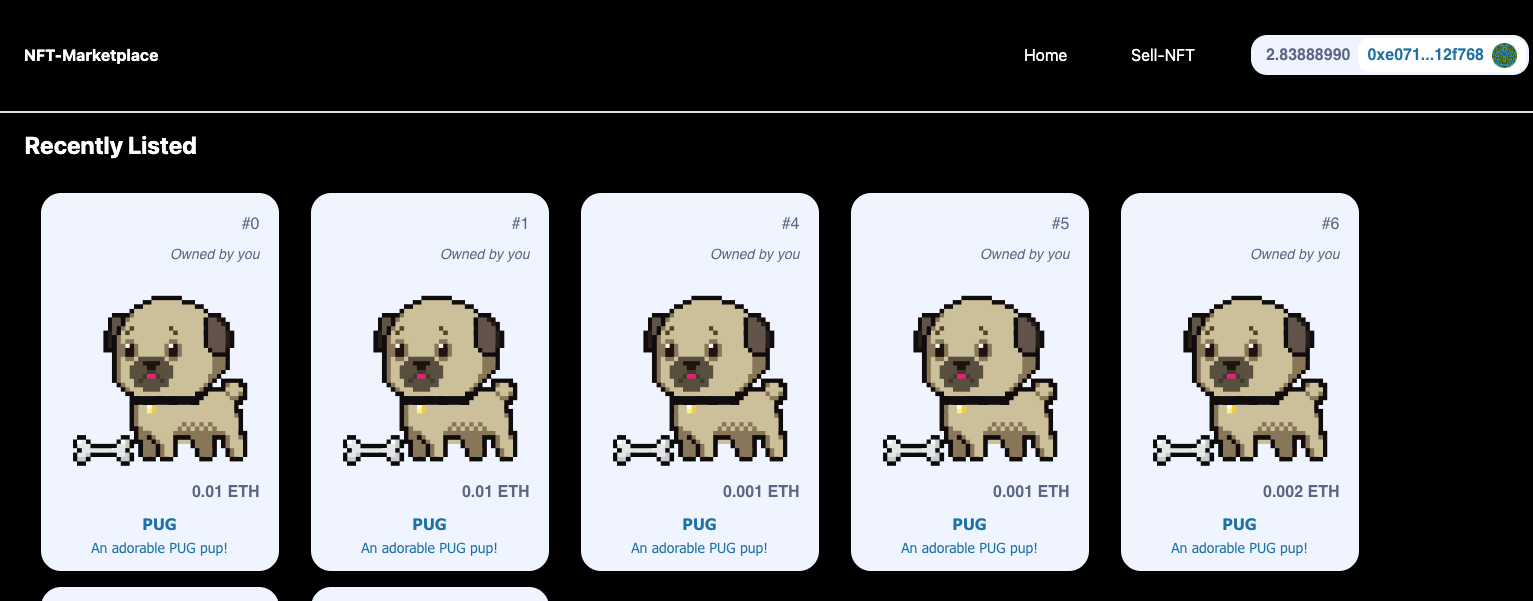 NFT-Marketplace Home Sell-NFT 2.83888990 0xe071...12f768
Recently Listed
#0 #1 #4 #5 #6
Owned by you Owned by you Owned by you Owned by you Owned by you
0.01 ETH 0.01 ETH 0.001 ETH 0.001 ETH 0.002 ETH
PUG PUG PUG PUG PUG
An adorable PUG pup! An adorable PUG pup! An adorable PUG pup! An adorable PUG pup! An adorable PUG pup!